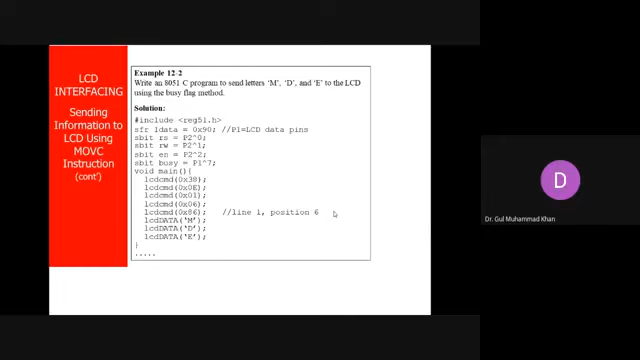 LCD
INTERFACING
Sending
Information to
LCD Using
MOVC
Instruction
(cont')
Example 12-2
Write an 8051 C program to send letters ‘M’, ‘D’, and ‘E’ to the LCD
using the busy flag method.
Solution:
#include <reg51.h>
sfr ldata = 0x90; //P1=LCD data pins
sbit rs = P2^0;
sbit rw = P2^1;
sbit en = P2^2;
sbit busy = P1^7;
void main(){
lcdcmd(0x38);
lcdcmd(0x0E);
lcdcmd(0x01);
lcdcmd(0x06);
lcdcmd(0x86); //line 1, position 6
lcdDATA(‘M’);
lcdDATA(‘D’);
lcdDATA(‘E’);
}
.....
D
Dr. Gul Muhammad Khan